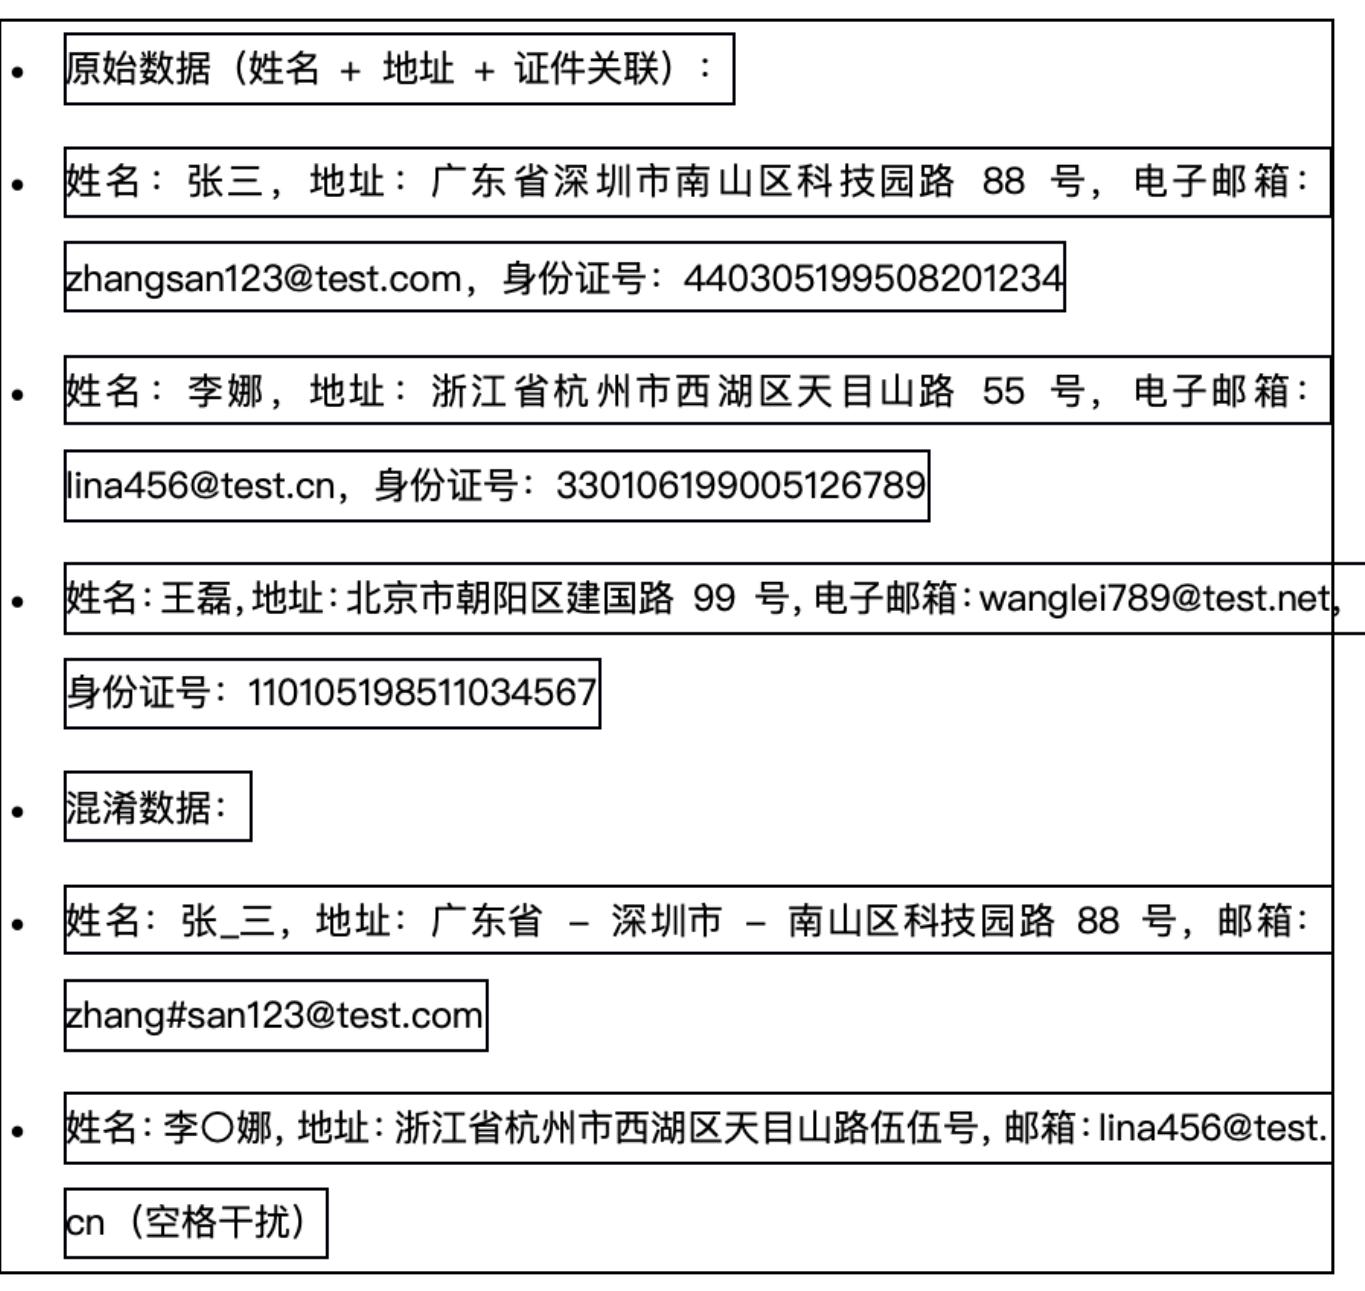 原始数据（姓名 + 地址 + 证件关联）：
姓名：张三，地址：广东省深圳市南山区科技园路 88 号，电子邮箱：
zhangsan123@test.com，身份证号：440305199508201234
姓名：李娜，地址：浙江省杭州市西湖区天目山路 55 号，电子邮箱：
lina456@test.cn，身份证号：330106199005126789
姓名：王磊，地址：北京市朝阳区建国路 99 号，电子邮箱：wanglei789@test.net，
身份证号：110105198511034567
混淆数据：
姓名：张_三，地址：广东省 – 深圳市 – 南山区科技园路 88 号，邮箱：
zhang#san123@test.com
姓名：李〇娜，地址：浙江省杭州市西湖区天目山路伍伍号，邮箱：lina456@test.
cn（空格干扰）